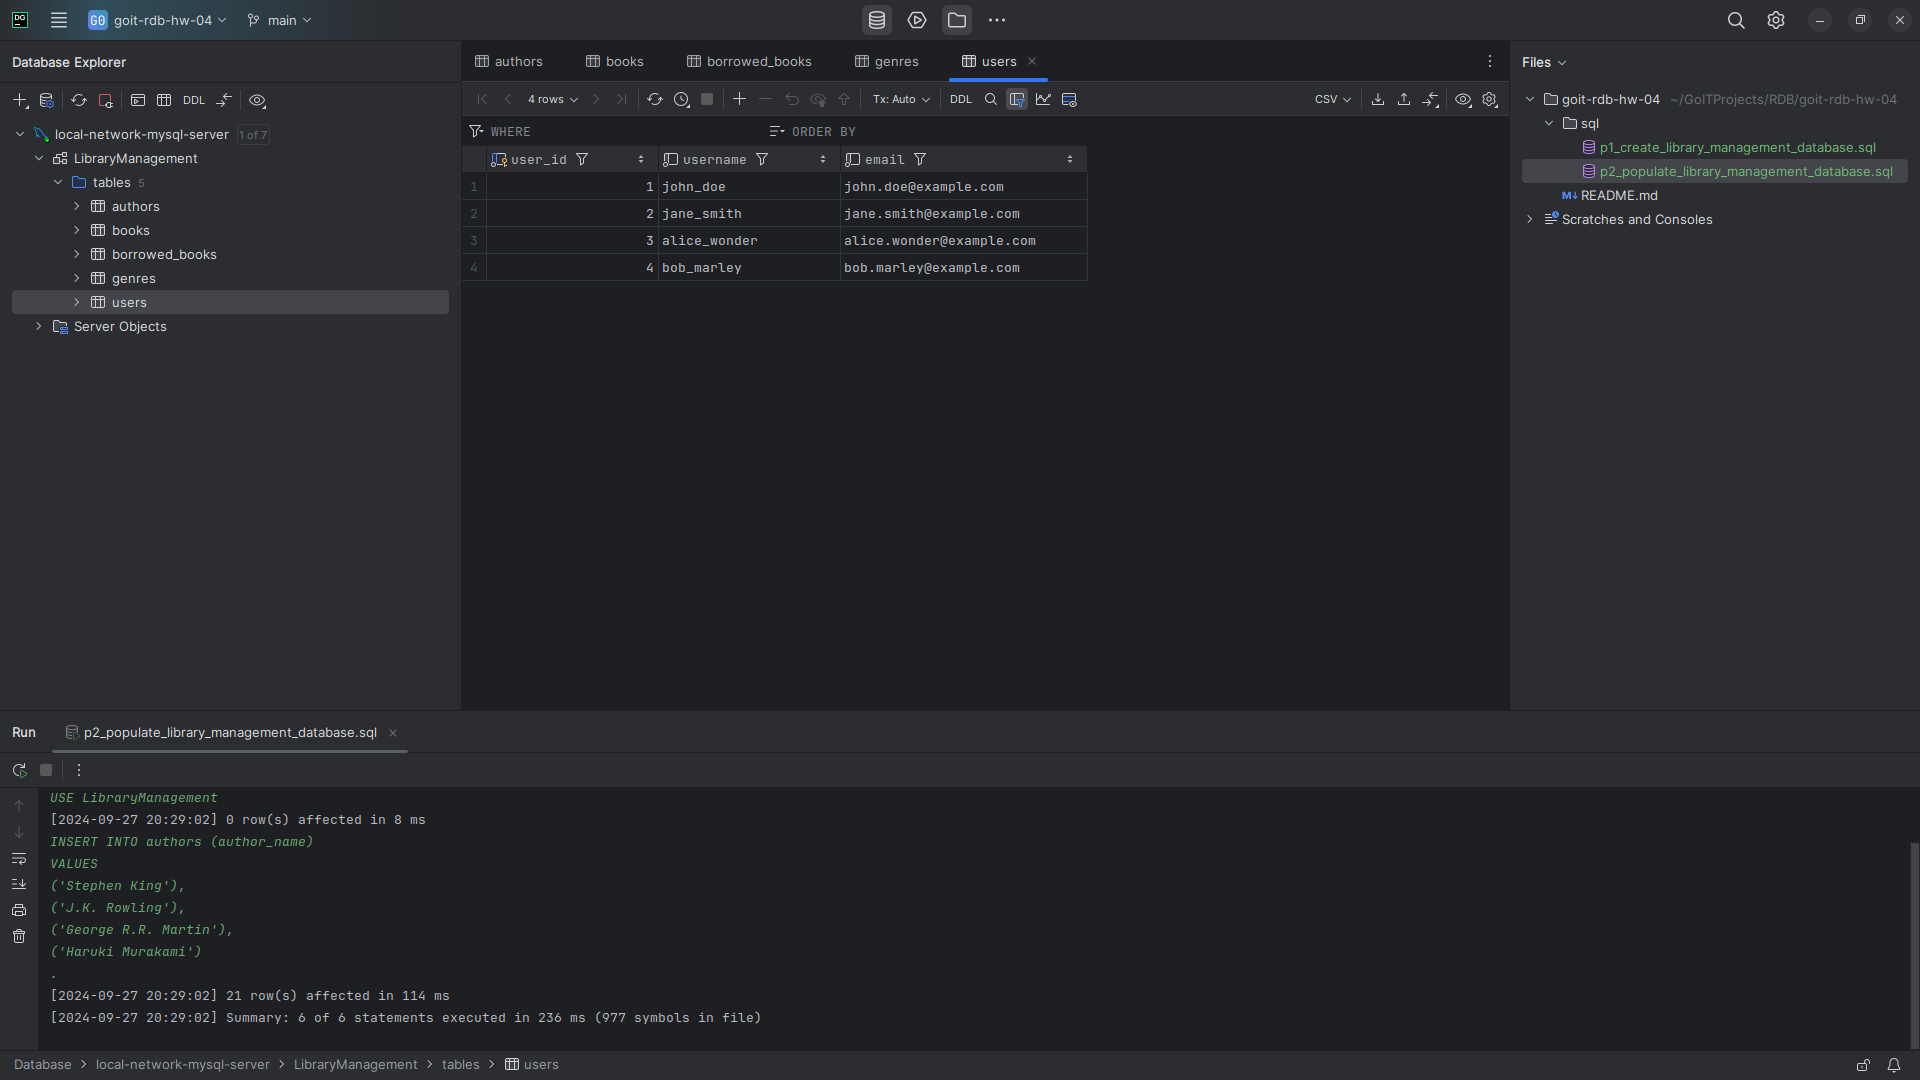 DG GO goit-rdb-hw-04 main
Database Explorer
DDL
local-network-mysql-server 1 of 7
LibraryManagement
tables 5
authors
books
borrowed_books
genres
users
Server Objects
authors books borrowed_books genres users
4 rows Tx: Auto DDL CSV
WHERE ORDER BY
user_id username email
1 1 john_doe john.doe@example.com
2 2 jane_smith jane.smith@example.com
3 3 alice_wonder alice.wonder@example.com
4 4 bob_marley bob.marley@example.com
Files
goit-rdb-hw-04 ~/GoITProjects/RDB/goit-rdb-hw-04
sql
p1_create_library_management_database.sql
p2_populate_library_management_database.sql
M↓ README.md
Scratches and Consoles
Run p2_populate_library_management_database.sql
USE LibraryManagement
[2024-09-27 20:29:02] 0 row(s) affected in 8 ms
INSERT INTO authors (author_name)
VALUES
('Stephen King'),
('J.K. Rowling'),
('George R.R. Martin'),
('Haruki Murakami')
.
[2024-09-27 20:29:02] 21 row(s) affected in 114 ms
[2024-09-27 20:29:02] Summary: 6 of 6 statements executed in 236 ms (977 symbols in file)
Database > local-network-mysql-server > LibraryManagement > tables > users